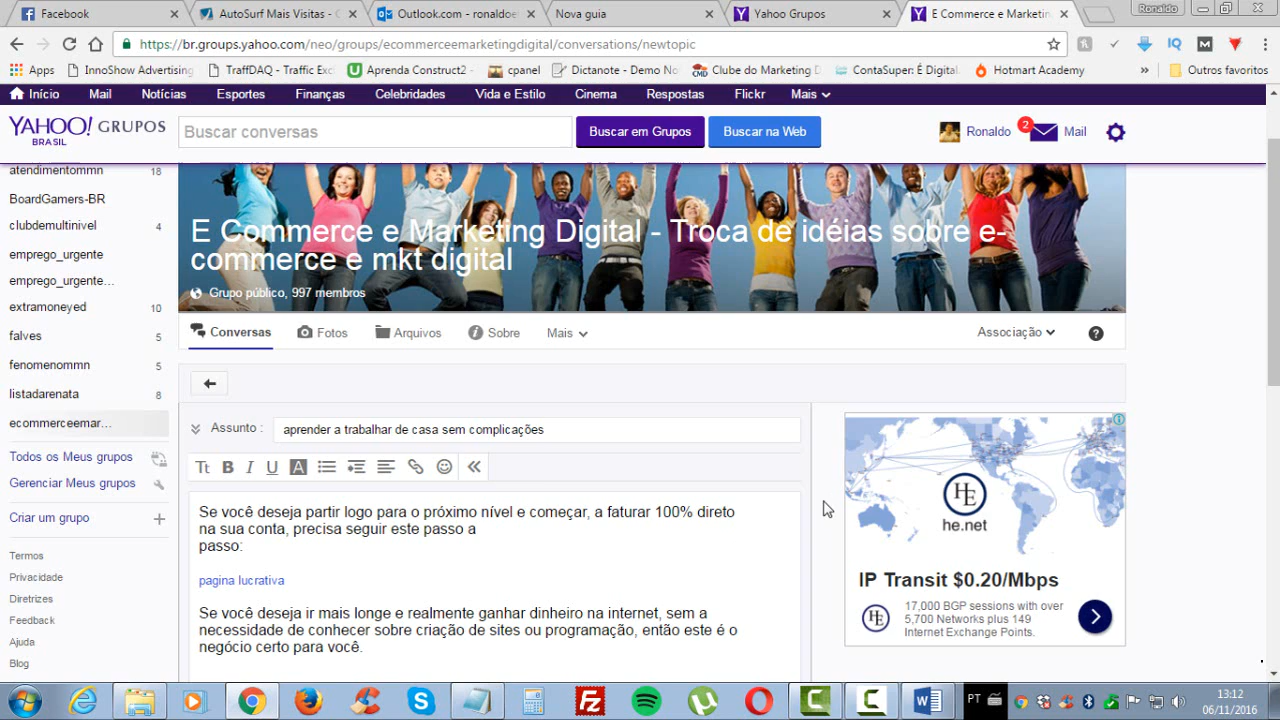 Facebook
AutoSurf Mais Visitas -
Outlook.com - ronaldoe
Nova guia
Yahoo Grupos
E Commerce e Marketin
Ronaldo
https://br.groups.yahoo.com/neo/groups/ecommerceemarketingdigital/conversations/newtopic
Apps
InnoShow Advertising
TraffDAQ - Traffic Exc
Aprenda Construct2 -
cpanel
Dictanote - Demo No
Clube do Marketing D
ContaSuper: É Digital
Hotmart Academy
»
Outros favoritos
Início
Mail
Notícias
Esportes
Finanças
Celebridades
Vida e Estilo
Cinema
Respostas
Flickr
Mais
YAHOO! GRUPOS
BRASIL
Buscar conversas
Buscar em Grupos
Buscar na Web
Ronaldo
2
Mail
atendimentommn 18
BoardGamers-BR
clubdemultinivel 4
emprego_urgente
emprego_urgente...
extramoneyed 10
falves 5
fenomenommn 5
listadarenata 8
ecommerceemar...
Todos os Meus grupos
Gerenciar Meus grupos
Criar um grupo
Termos
Privacidade
Diretrizes
Feedback
Ajuda
Blog
E Commerce e Marketing Digital - Troca de idéias sobre e-
commerce e mkt digital
Grupo público, 997 membros
Conversas
Fotos
Arquivos
Sobre
Mais
Associação
Assunto :
aprender a trabalhar de casa sem complicações
Tt B I U A
Se você deseja partir logo para o próximo nível e começar, a faturar 100% direto
na sua conta, precisa seguir este passo a
passo:
pagina lucrativa
Se você deseja ir mais longe e realmente ganhar dinheiro na internet, sem a
necessidade de conhecer sobre criação de sites ou programação, então este é o
negócio certo para você.
HE
he.net
IP Transit $0.20/Mbps
HE
17,000 BGP sessions with over
5,700 Networks plus 149
Internet Exchange Points.
PT
13:12
06/11/2016